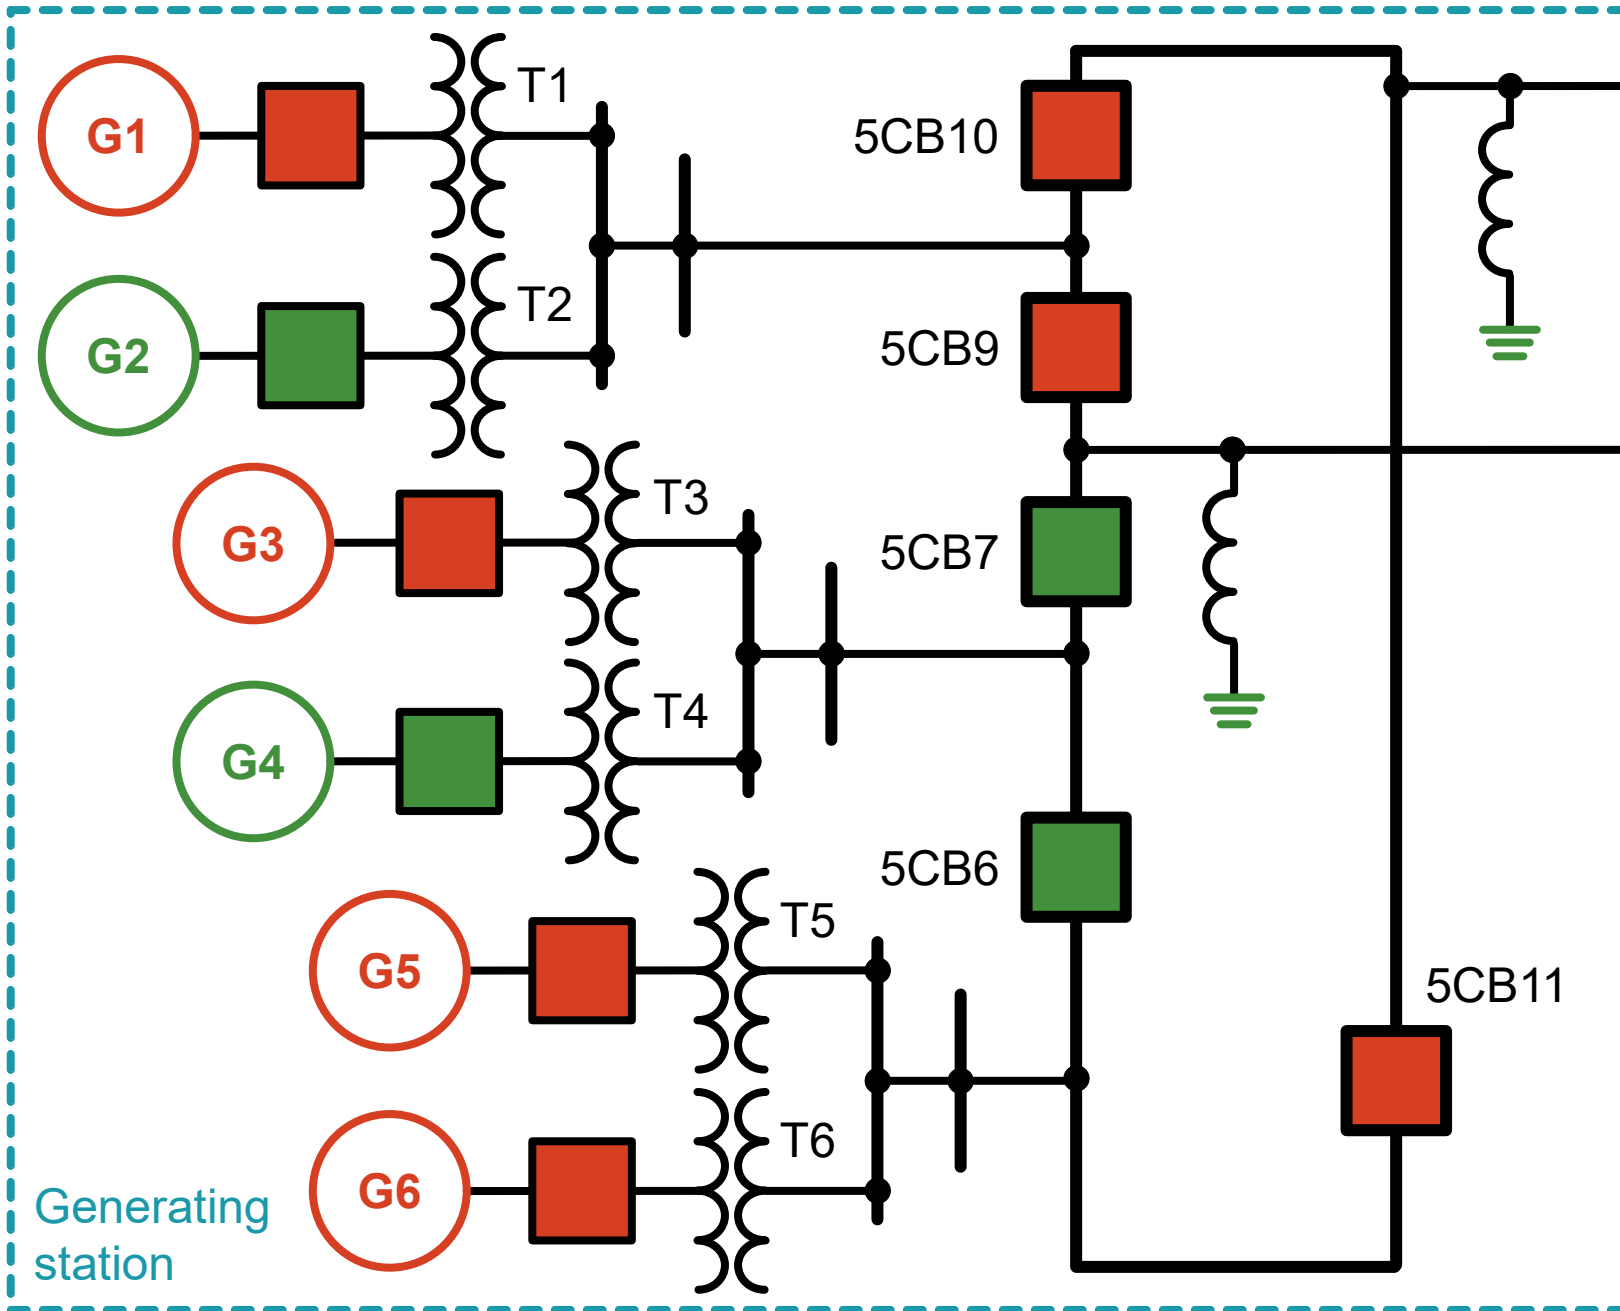 G1
T1
5CB10
G2
T2
5CB9
G3
T3
5CB7
G4
T4
5CB6
G5
T5
5CB11
G6
T6
Generating
station